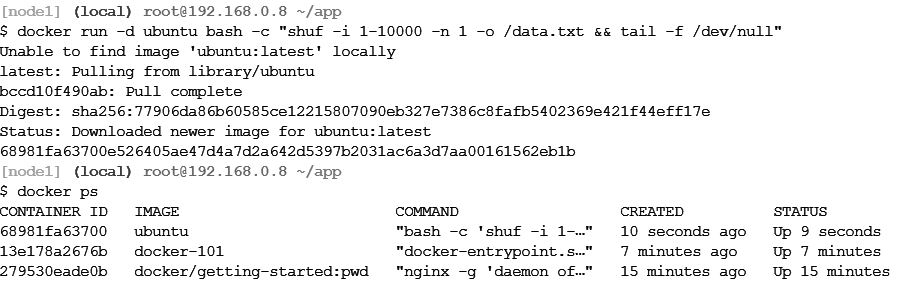 [node1] (local) root@192.168.0.8 ~/app
$ docker run -d ubuntu bash -c "shuf -i 1-10000 -n 1 -o /data.txt && tail -f /dev/null"
Unable to find image 'ubuntu:latest' locally
latest: Pulling from library/ubuntu
bccd10f490ab: Pull complete
Digest: sha256:77906da86b60585ce12215807090eb327e7386c8fafb5402369e421f44eff17e
Status: Downloaded newer image for ubuntu:latest
68981fa63700e526405ae47d4a7d2a642d5397b2031ac6a3d7aa00161562eb1b
[node1] (local) root@192.168.0.8 ~/app
$ docker ps
CONTAINER ID IMAGE COMMAND CREATED STATUS
68981fa63700 ubuntu "bash -c 'shuf -i 1-…" 10 seconds ago Up 9 seconds
13e178a2676b docker-101 "docker-entrypoint.s…" 7 minutes ago Up 7 minutes
279530eade0b docker/getting-started:pwd "nginx -g 'daemon of…" 15 minutes ago Up 15 minutes